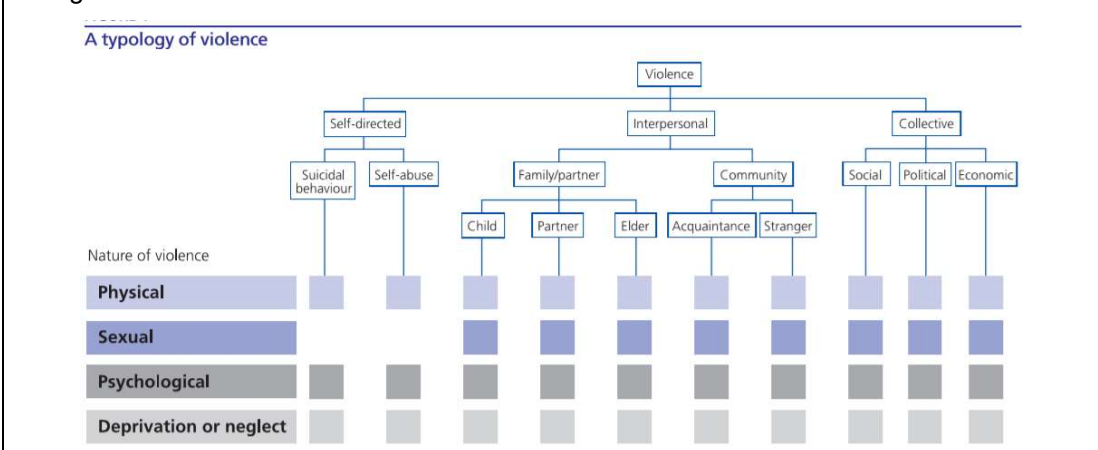 A typology of violence
Violence
Self-directed
Interpersonal
Collective
Suicidal
behaviour
Self-abuse
Family/partner
Community
Social
Political
Economic
Child
Partner
Elder
Acquaintance
Stranger
Nature of violence
Physical
Sexual
Psychological
Deprivation or neglect